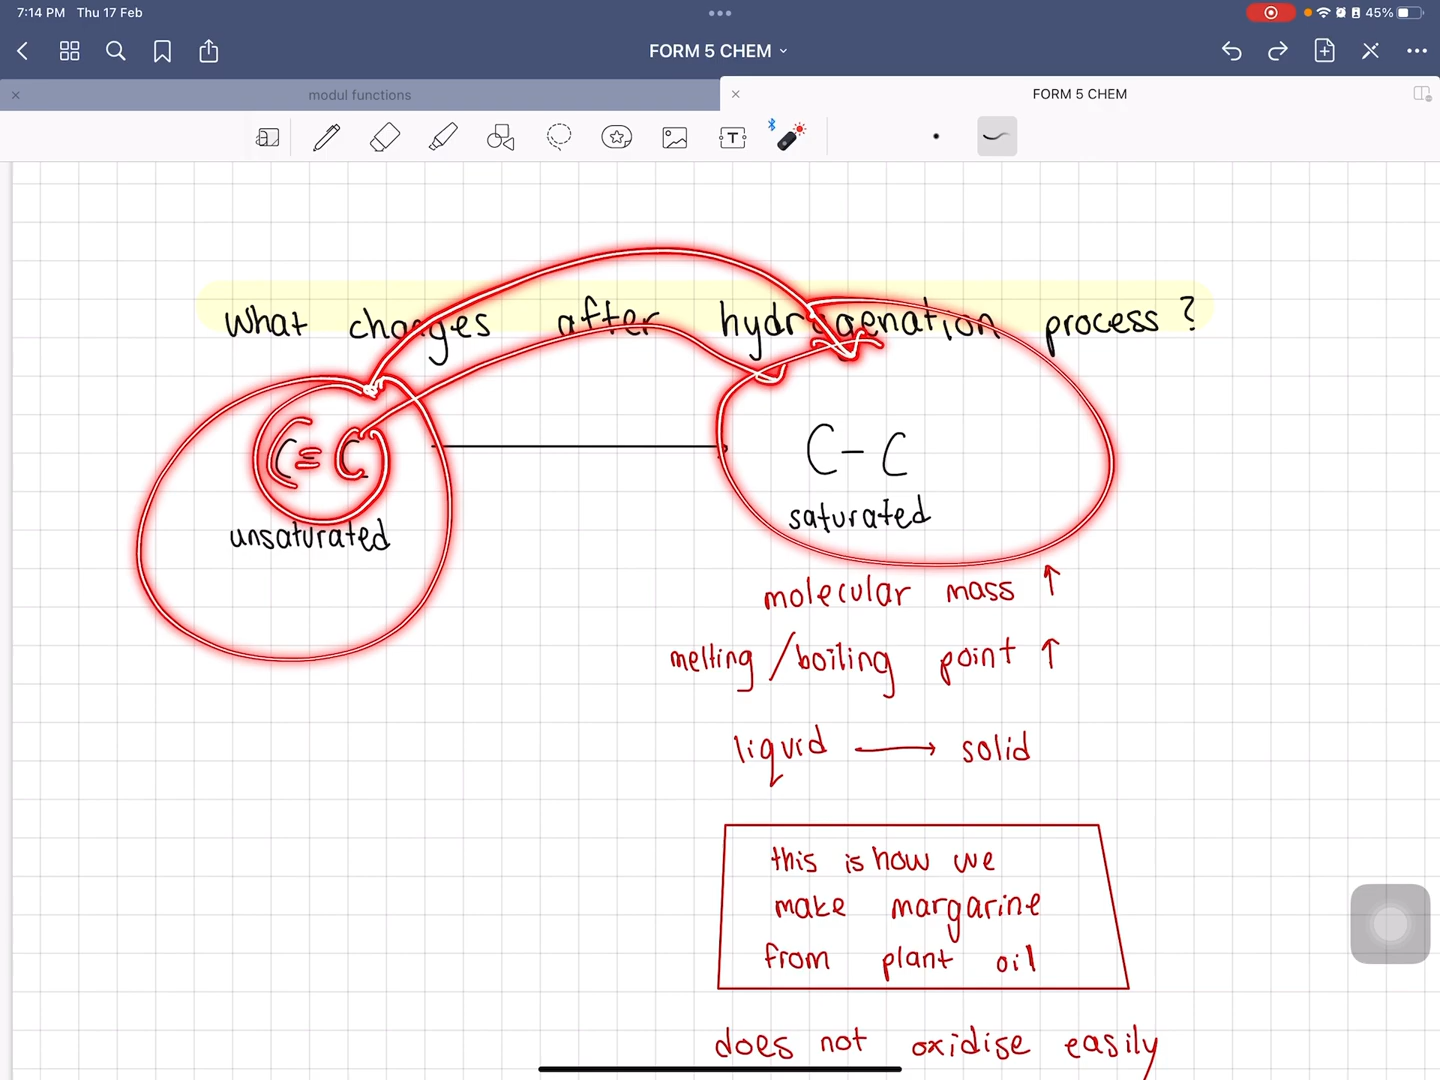 7:14 PM Thu 17 Feb
45%
FORM 5 CHEM
modul functions
FORM 5 CHEM
What changes after hydrogenation process?
C=C
C-C
unsaturated
saturated
molecular mass ↑
melting/boiling point ↑
liquid → solid
this is how we
make margarine
from plant oil
does not oxidise easily